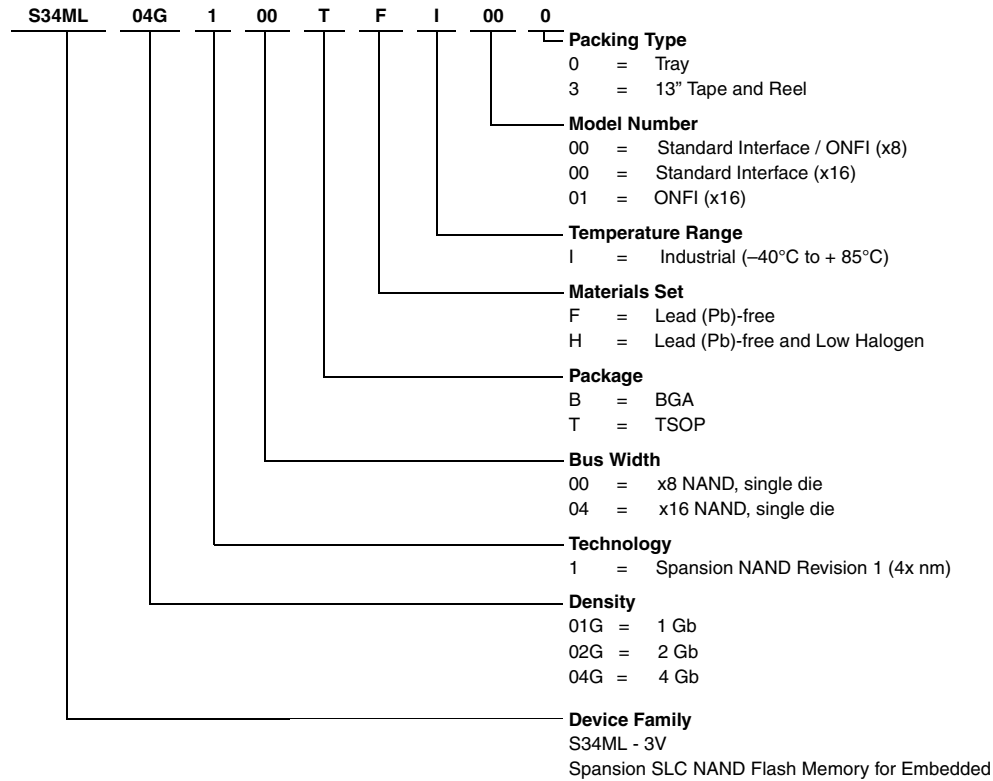 S34ML 04G 1 00 T F I 00 0
Packing Type
0 = Tray
3 = 13” Tape and Reel
Model Number
00 = Standard Interface / ONFI (x8)
00 = Standard Interface (x16)
01 = ONFI (x16)
Temperature Range
I = Industrial (–40°C to + 85°C)
Materials Set
F = Lead (Pb)-free
H = Lead (Pb)-free and Low Halogen
Package
B = BGA
T = TSOP
Bus Width
00 = x8 NAND, single die
04 = x16 NAND, single die
Technology
1 = Spansion NAND Revision 1 (4x nm)
Density
01G = 1 Gb
02G = 2 Gb
04G = 4 Gb
Device Family
S34ML - 3V
Spansion SLC NAND Flash Memory for Embedded